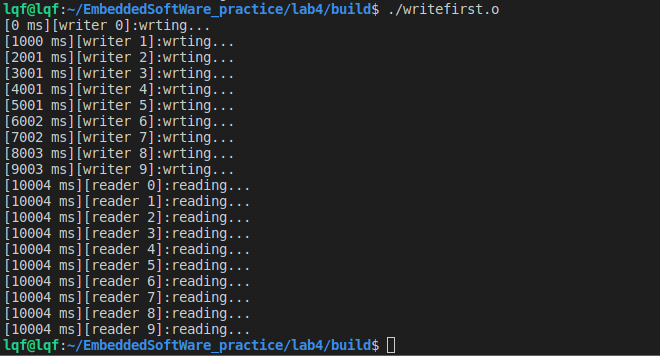 lqf@lqf:~/EmbeddedSoftWare_practice/lab4/build$ ./writefirst.o
[0 ms][writer 0]:wrting...
[1000 ms][writer 1]:wrting...
[2001 ms][writer 2]:wrting...
[3001 ms][writer 3]:wrting...
[4001 ms][writer 4]:wrting...
[5001 ms][writer 5]:wrting...
[6002 ms][writer 6]:wrting...
[7002 ms][writer 7]:wrting...
[8003 ms][writer 8]:wrting...
[9003 ms][writer 9]:wrting...
[10004 ms][reader 0]:reading...
[10004 ms][reader 1]:reading...
[10004 ms][reader 2]:reading...
[10004 ms][reader 3]:reading...
[10004 ms][reader 4]:reading...
[10004 ms][reader 5]:reading...
[10004 ms][reader 6]:reading...
[10004 ms][reader 7]:reading...
[10004 ms][reader 8]:reading...
[10004 ms][reader 9]:reading...
lqf@lqf:~/EmbeddedSoftWare_practice/lab4/build$